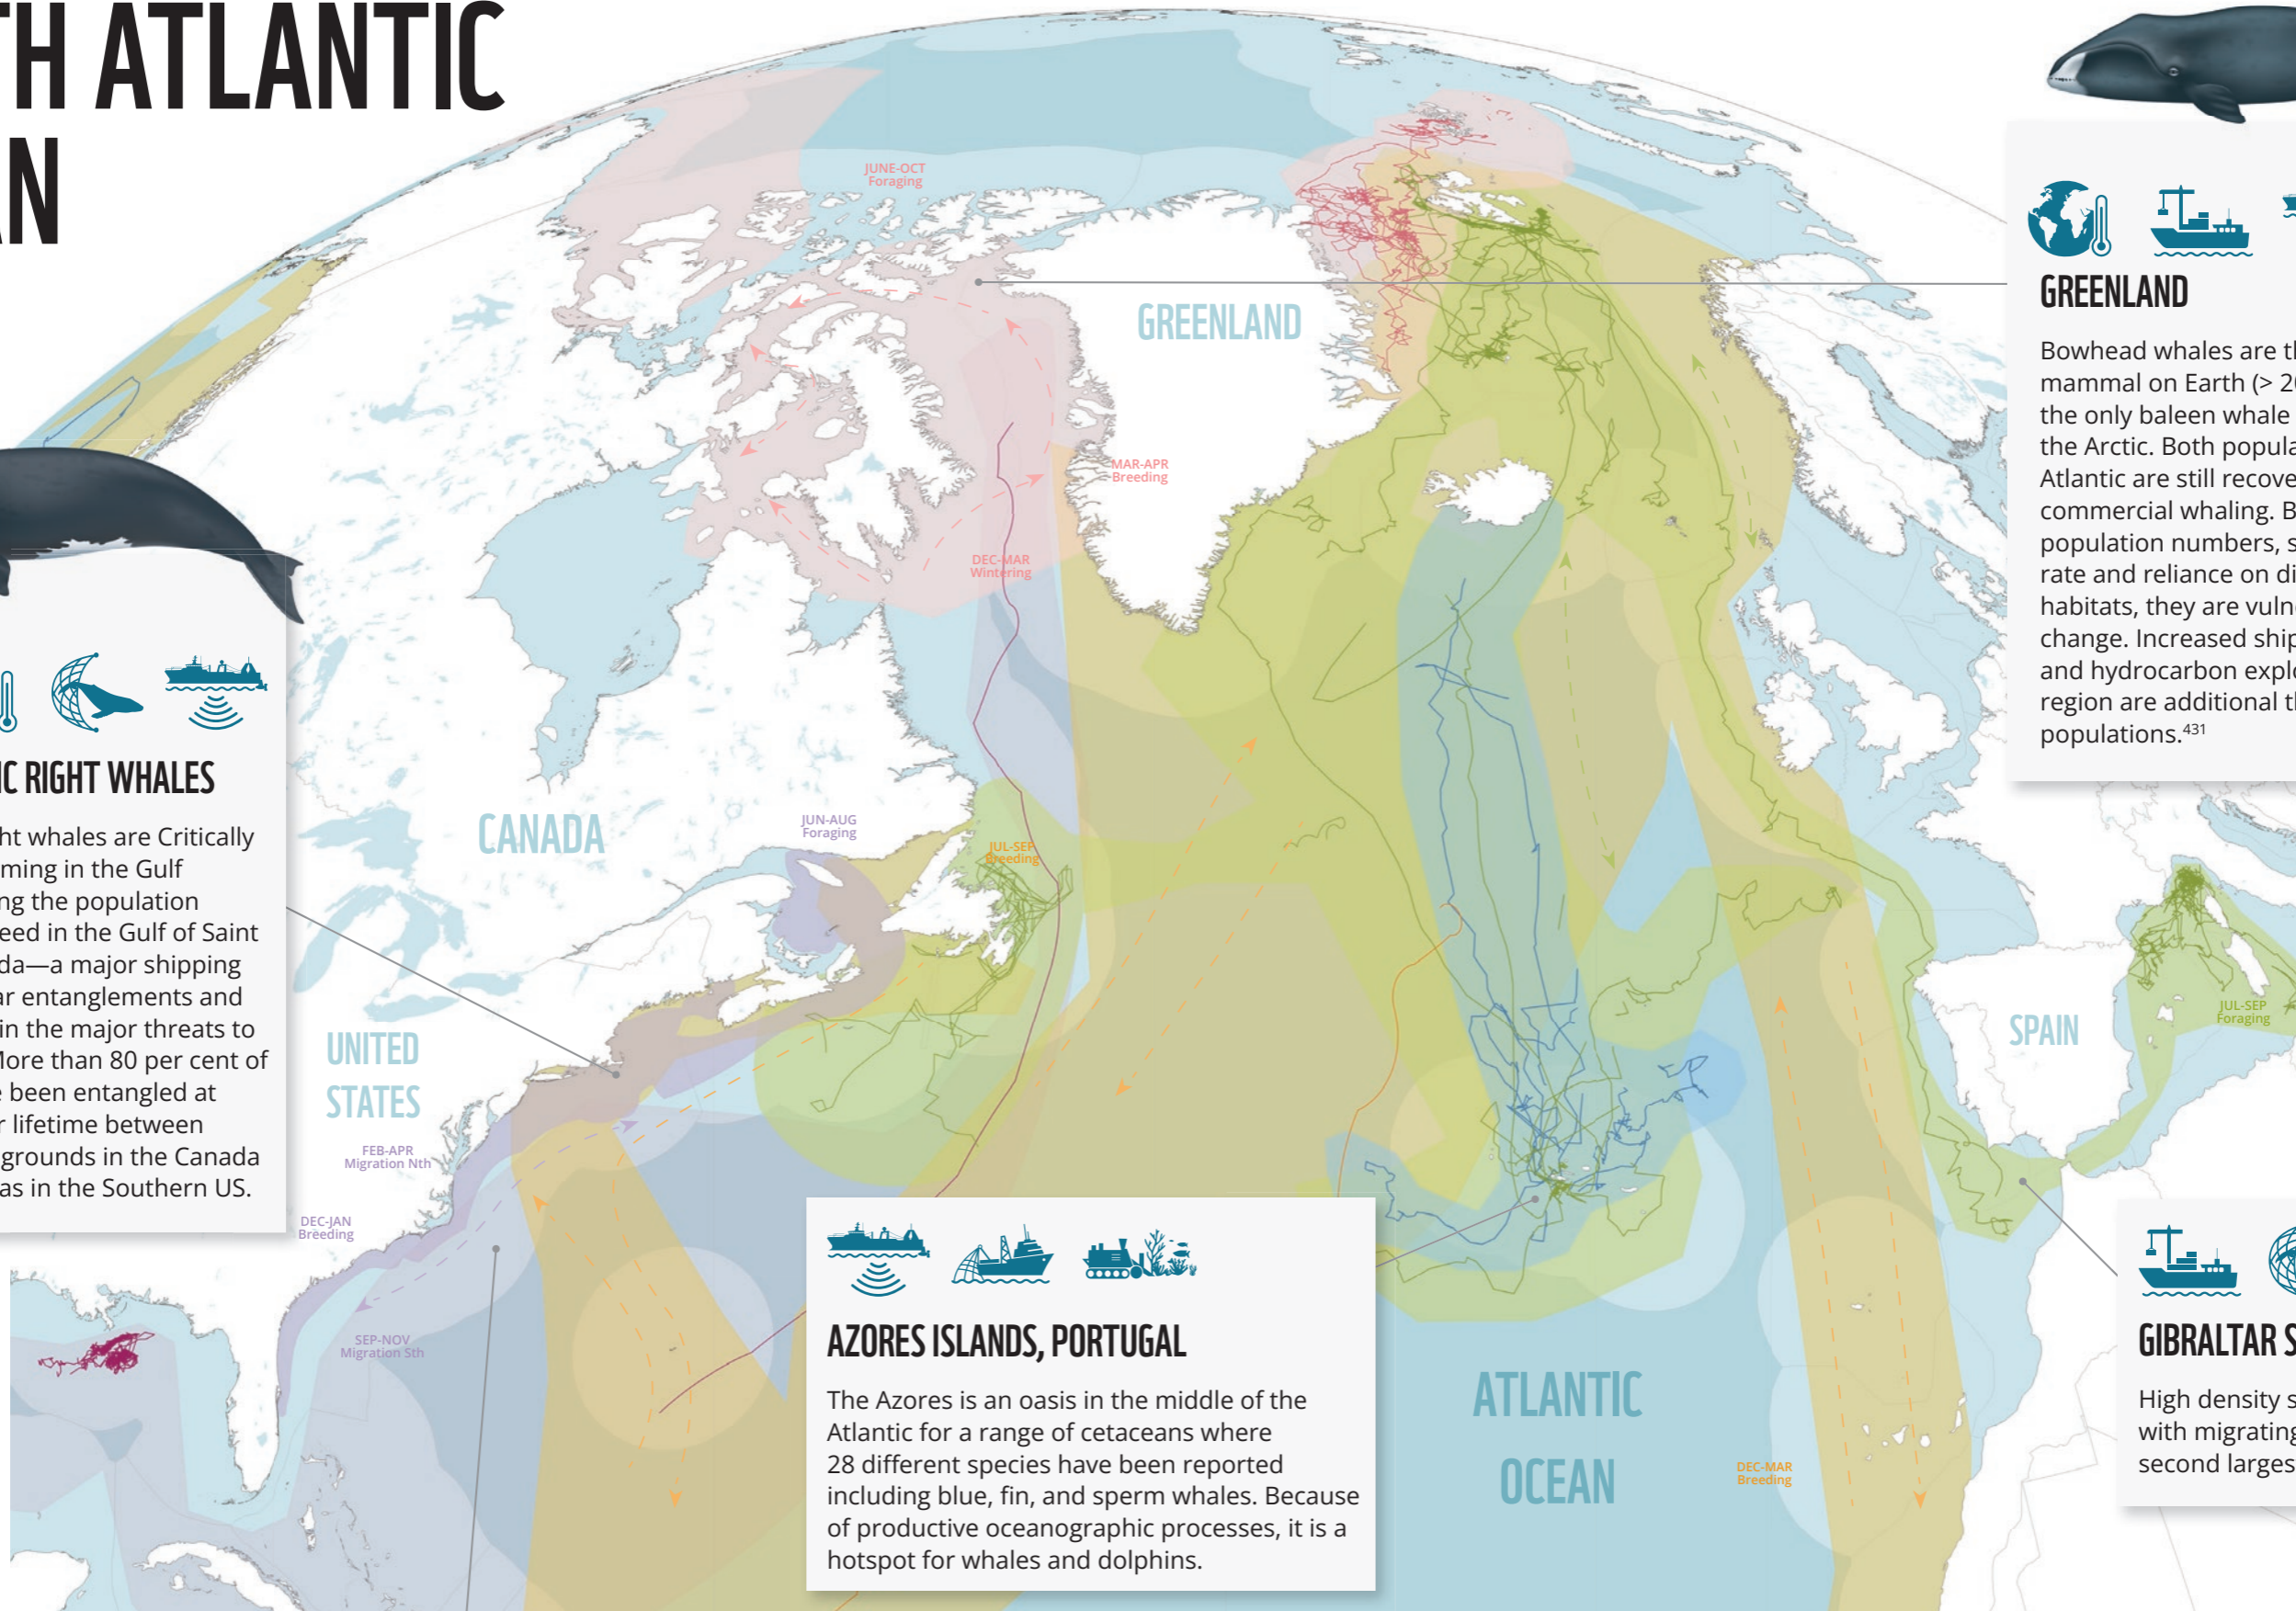 TH ATLANTIC
AN
JUNE-OCT
Foraging
GREENLAND
MAR-APR
Breeding
DEC-MAR
Wintering
CANADA
JUN-AUG
Foraging
JUL-SEP
Breeding
UNITED
STATES
FEB-APR
Migration Nth
DEC-JAN
Breeding
SEP-NOV
Migration Sth
SPAIN
JUL-SEP
Foraging
ATLANTIC
OCEAN
DEC-MAR
Breeding
IC RIGHT WHALES
ht whales are Critically
ming in the Gulf
ng the population
eed in the Gulf of Saint
da—a major shipping
ar entanglements and
in the major threats to
More than 80 per cent of
e been entangled at
r lifetime between
grounds in the Canada
as in the Southern US.
AZORES ISLANDS, PORTUGAL
The Azores is an oasis in the middle of the
Atlantic for a range of cetaceans where
28 different species have been reported
including blue, fin, and sperm whales. Because
of productive oceanographic processes, it is a
hotspot for whales and dolphins.
GREENLAND
Bowhead whales are th
mammal on Earth (> 20
the only baleen whale
the Arctic. Both popula
Atlantic are still recove
commercial whaling. B
population numbers, s
rate and reliance on di
habitats, they are vuln
change. Increased ship
and hydrocarbon explo
region are additional th
populations.431
GIBRALTAR S
High density s
with migrating
second larges